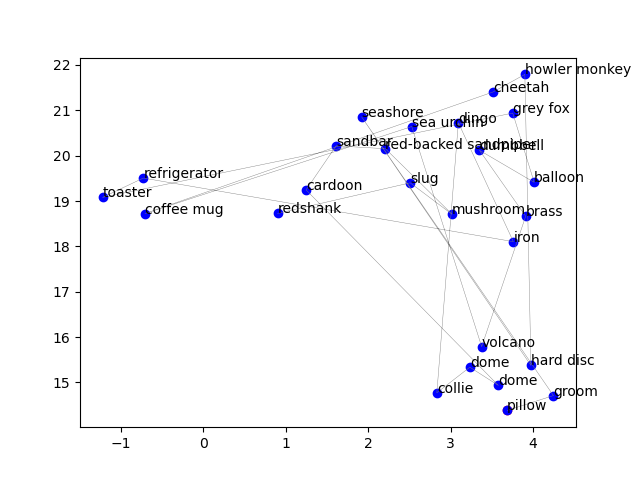 22
21
20
19
18
17
16
15
howler monkey
cheetah
grey fox
seashore
sea urchin
dingo
sandbar
red-backed sandpiper
dumbbell
refrigerator
slug
balloon
toaster
cardoon
coffee mug
redshank
mushroom
brass
iron
volcano
dome
hard disc
dome
collie
groom
pillow
−1 0 1 2 3 4